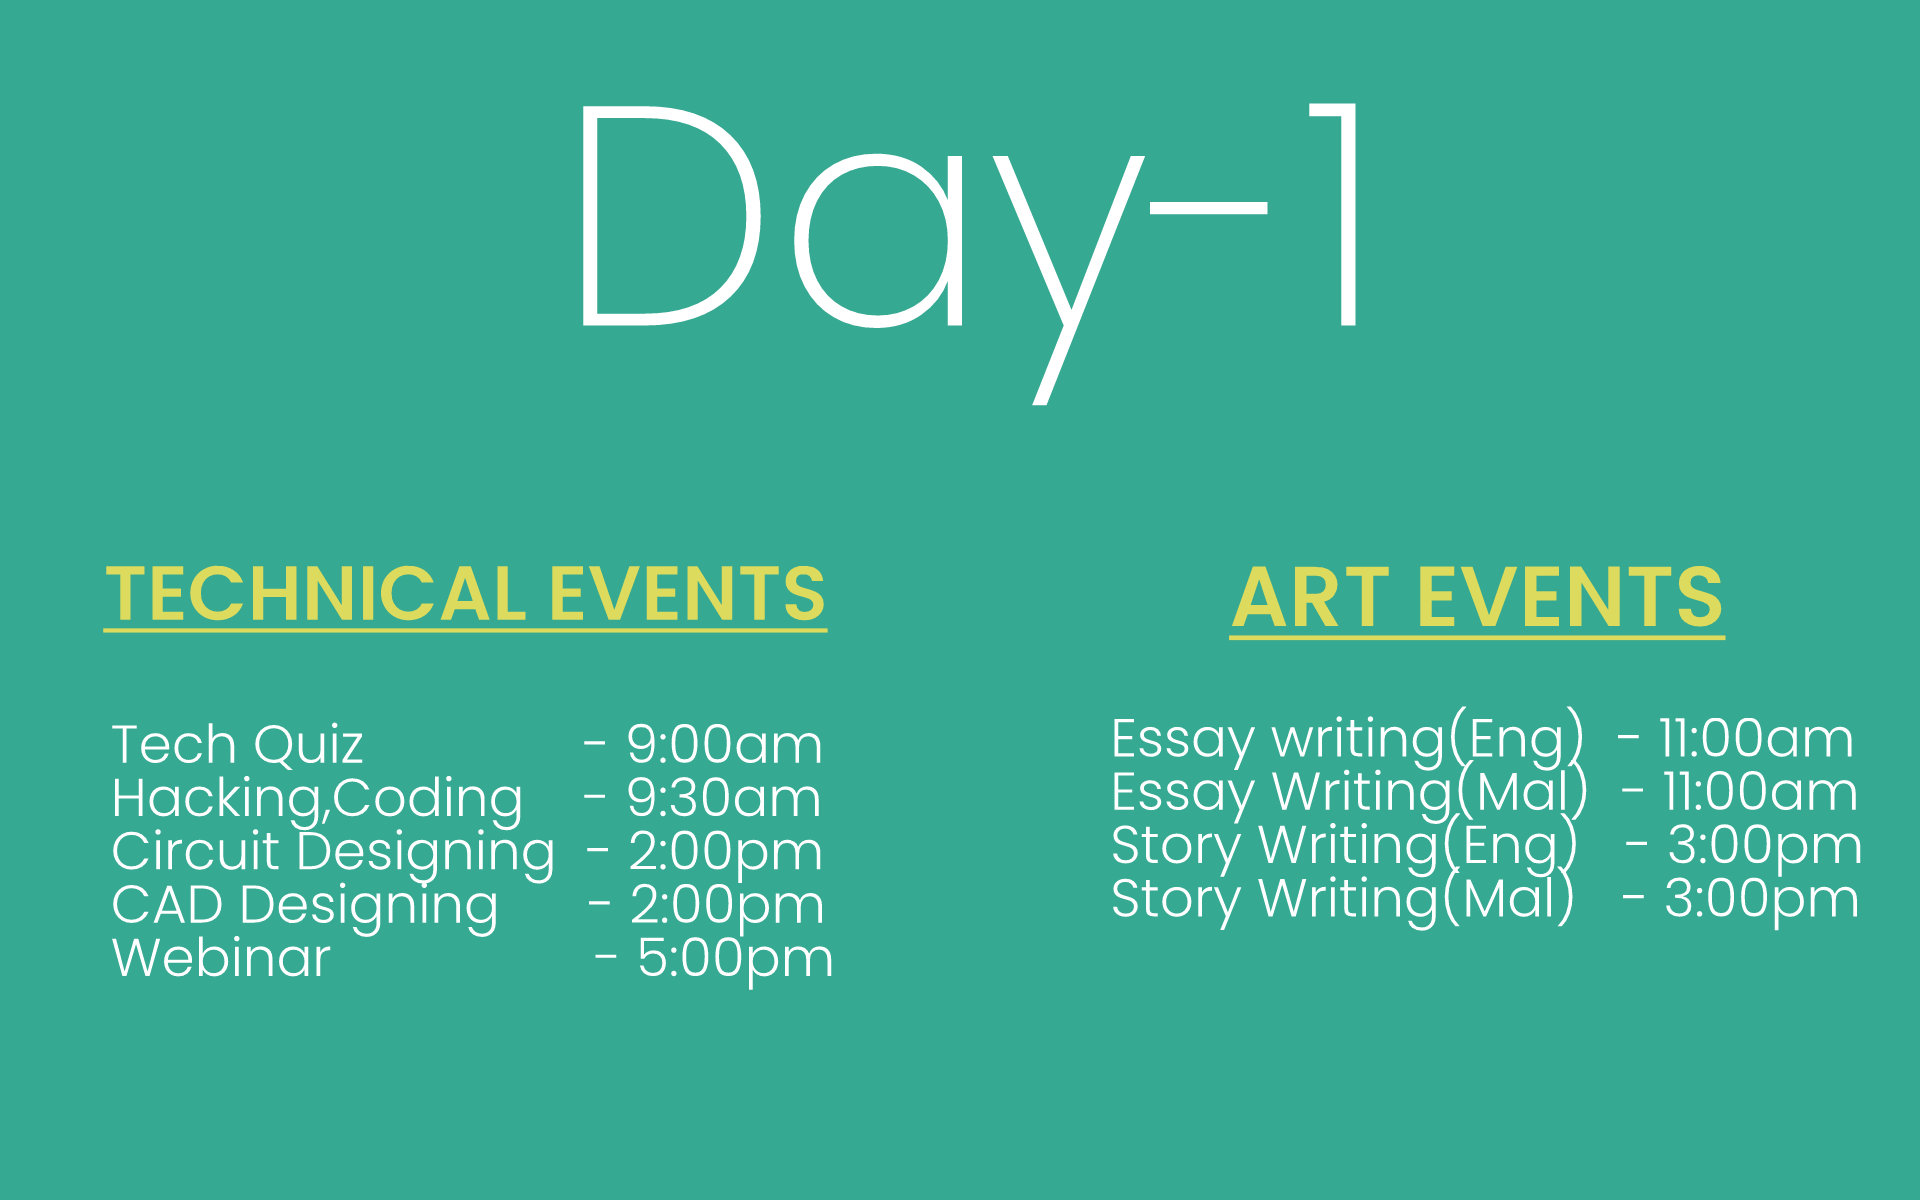 Day-1
TECHNICAL EVENTS
Tech Quiz - 9:00am
Hacking,Coding - 9:30am
Circuit Designing - 2:00pm
CAD Designing - 2:00pm
Webinar - 5:00pm
ART EVENTS
Essay writing(Eng) - 11:00am
Essay Writing(Mal) - 11:00am
Story Writing(Eng) - 3:00pm
Story Writing(Mal) - 3:00pm